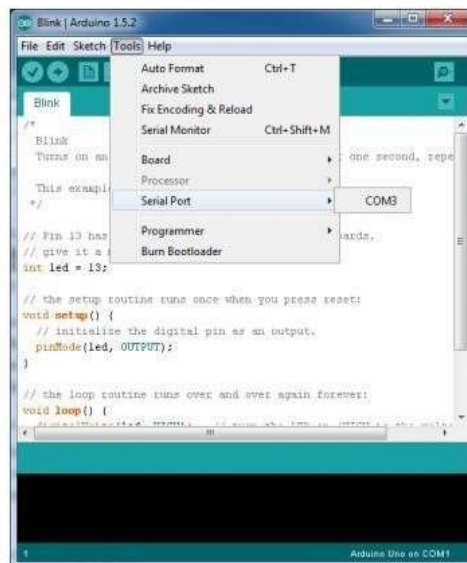 Blink | Arduino 1.5.2
File Edit Sketch Tools Help
Auto Format Ctrl+T
Archive Sketch
Fix Encoding & Reload
Serial Monitor Ctrl+Shift+M
Board
Processor
Serial Port COM3
Programmer
Burn Bootloader
Blink
/*
Blink
Turns on an one second, repe
This exampl
*/
// Pin 13 has ards.
// give it a
int led = 13;
// the setup routine runs once when you press reset:
void setup() {
// initialize the digital pin as an output.
pinMode(led, OUTPUT);
}
// the loop routine runs over and over again forever:
void loop() {
1 Arduino Uno on COM1